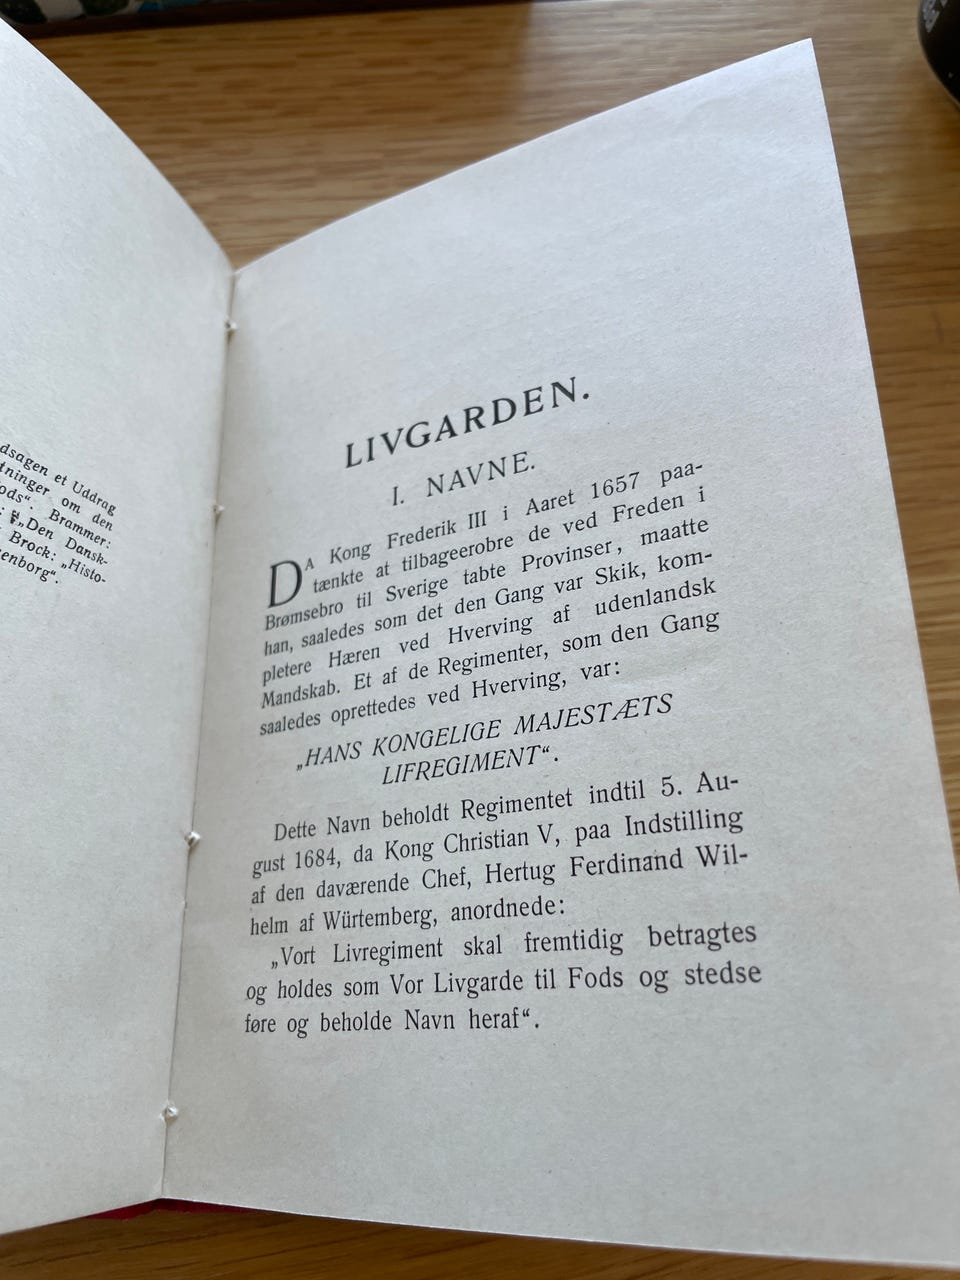 dsagen et Uddrag
tninger om den
ods“. Brammer:
„Den Dansk-
Brock: „Histo-
enborg“.
LIVGARDEN.
I. NAVNE.
DA Kong Frederik III i Aaret 1657 paa-
tænkte at tilbageerobre de ved Freden i
Brømsebro til Sverige tabte Provinser, maatte
han, saaledes som det den Gang var Skik, kom-
pletere Hæren ved Hverving af udenlandsk
Mandskab. Et af de Regimenter, som den Gang
saaledes oprettedes ved Hverving, var:
„HANS KONGELIGE MAJESTÆTS
LIFREGIMENT“.
Dette Navn beholdt Regimentet indtil 5. Au-
gust 1684, da Kong Christian V, paa Indstilling
af den daværende Chef, Hertug Ferdinand Wil-
helm af Würtemberg, anordnede:
„Vort Livregiment skal fremtidig betragtes
og holdes som Vor Livgarde til Fods og stedse
føre og beholde Navn heraf“.